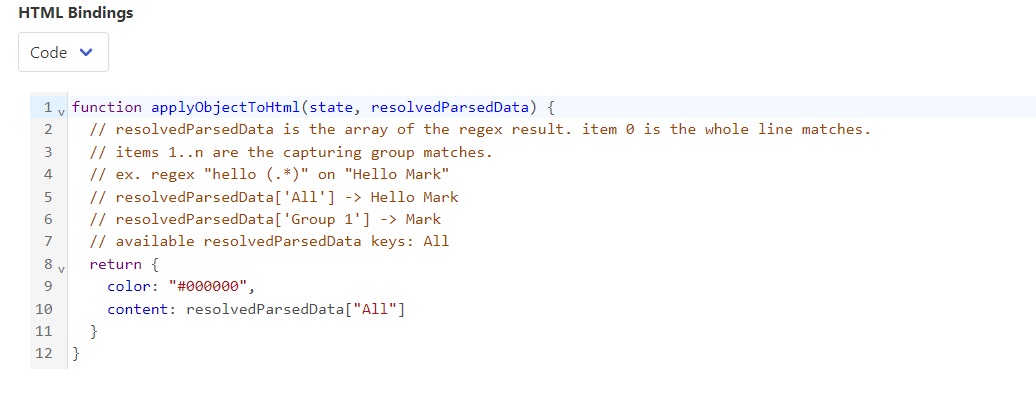 HTML Bindings
Code
1 function applyObjectToHtml(state, resolvedParsedData) {
2 // resolvedParsedData is the array of the regex result. item 0 is the whole line matches.
3 // items 1..n are the capturing group matches.
4 // ex. regex "hello (.*)" on "Hello Mark"
5 // resolvedParsedData['All'] -> Hello Mark
6 // resolvedParsedData['Group 1'] -> Mark
7 // available resolvedParsedData keys: All
8 return {
9 color: "#000000",
10 content: resolvedParsedData["All"]
11 }
12 }